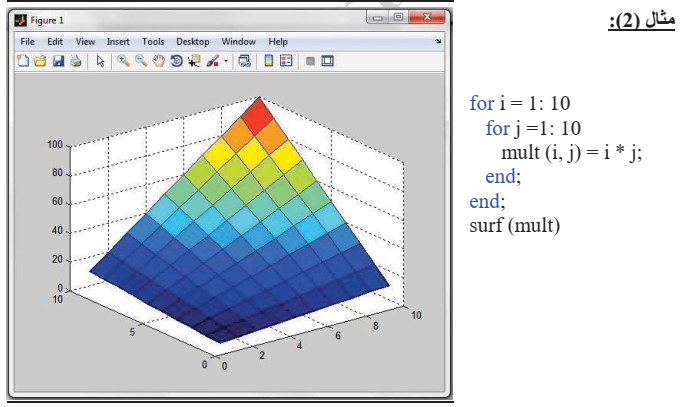 مثال (2):
Figure 1
File Edit View Insert Tools Desktop Window Help
100
80
60
40
20
0
10
5
0
0
2
4
6
8
10
for i = 1: 10
for j =1: 10
mult (i, j) = i * j;
end;
end;
surf (mult)